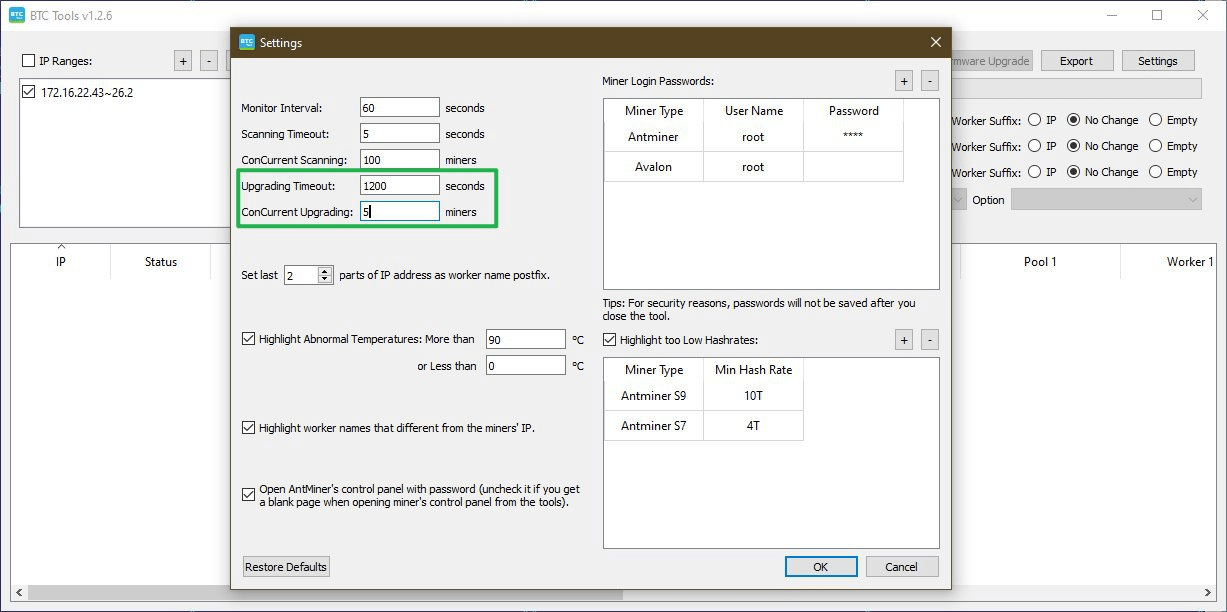 BTC Tools v1.2.6
IP Ranges:
+
-
172.16.22.43~26.2
rmware Upgrade
Export
Settings
Worker Suffix: IP No Change Empty
Worker Suffix: IP No Change Empty
Worker Suffix: IP No Change Empty
Option
IP
Status
Pool 1
Worker 1
BTC Tools
Settings
Monitor Interval: 60 seconds
Scanning Timeout: 5 seconds
ConCurrent Scanning: 100 miners
Upgrading Timeout: 1200 seconds
ConCurrent Upgrading: 5 miners
Set last 2 parts of IP address as worker name postfix.
Highlight Abnormal Temperatures: More than 90 °C
or Less than 0 °C
Highlight worker names that different from the miners' IP.
Open AntMiner's control panel with password (uncheck it if you get
a blank page when opening miner's control panel from the tools).
Restore Defaults
Miner Login Passwords:
+
-
Miner Type User Name Password
Antminer root ****
Avalon root
Tips: For security reasons, passwords will not be saved after you
close the tool.
Highlight too Low Hashrates:
+
-
Miner Type Min Hash Rate
Antminer S9 10T
Antminer S7 4T
OK
Cancel